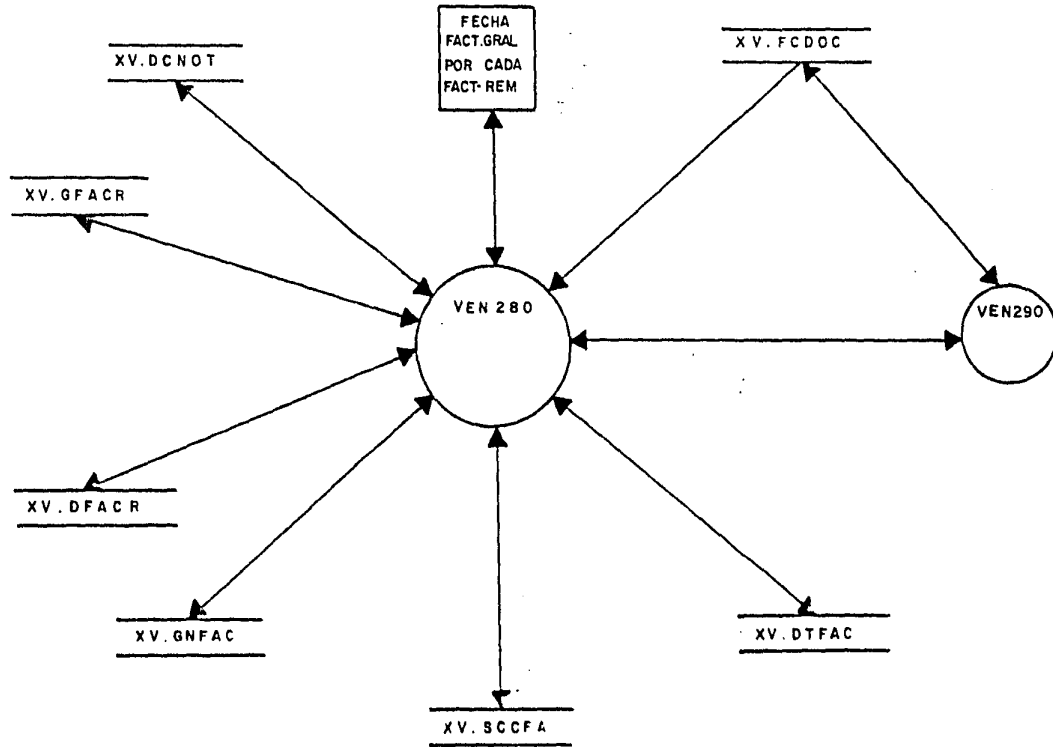 FECHA
FACT.GRAL
POR CADA
FACT-REM
XV.FCDOC
XV.DCNOT
XV.GFACR
VEN 280
VEN290
XV.DFACR
XV.GNFAC
XV.DTFAC
XV.SCCFA